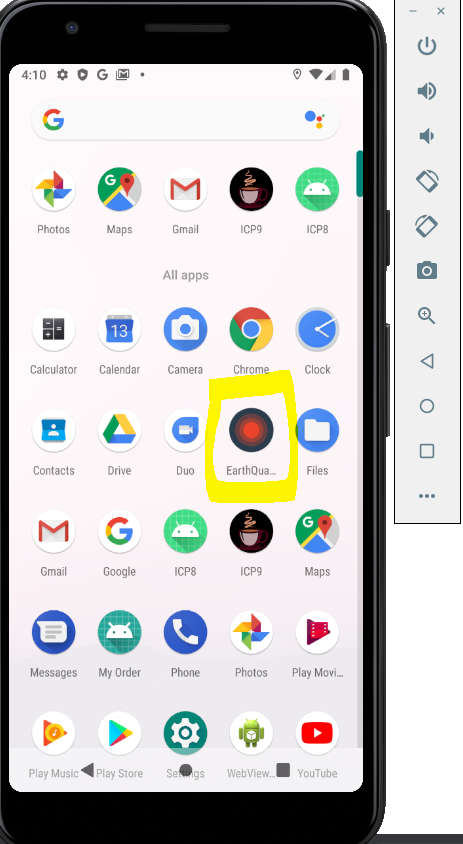 4:10 G M
G
Photos Maps Gmail ICP9 ICP8
All apps
13
Calculator Calendar Camera Chrome Clock
Contacts Drive Duo EarthQua... Files
Gmail Google ICP8 ICP9 Maps
Messages My Order Phone Photos Play Movi...
Play Music Play Store Settings WebView... YouTube